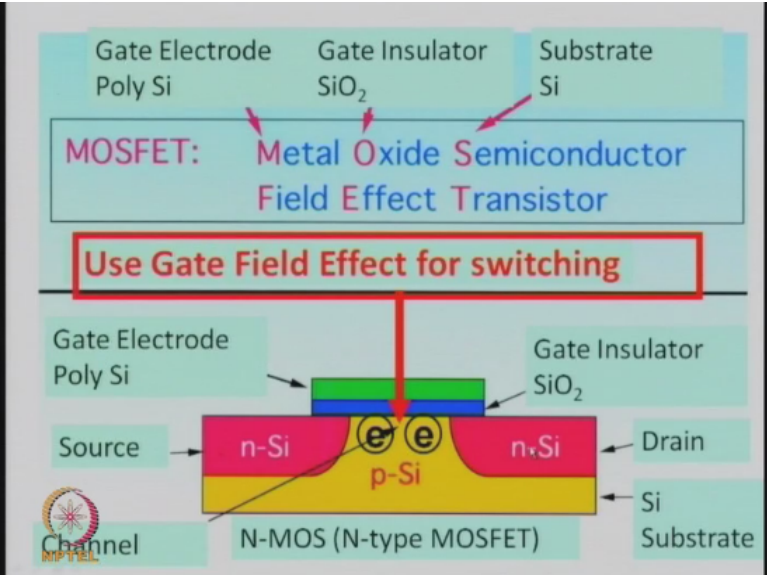 Gate Electrode
Poly Si
Gate Insulator
SiO₂
Substrate
Si
MOSFET: Metal Oxide Semiconductor
Field Effect Transistor
Use Gate Field Effect for switching
Gate Electrode
Poly Si
Gate Insulator
SiO₂
Source
n-Si
e
e
n-Si
Drain
p-Si
Si
Substrate
Channel
N-MOS (N-type MOSFET)
NPTEL